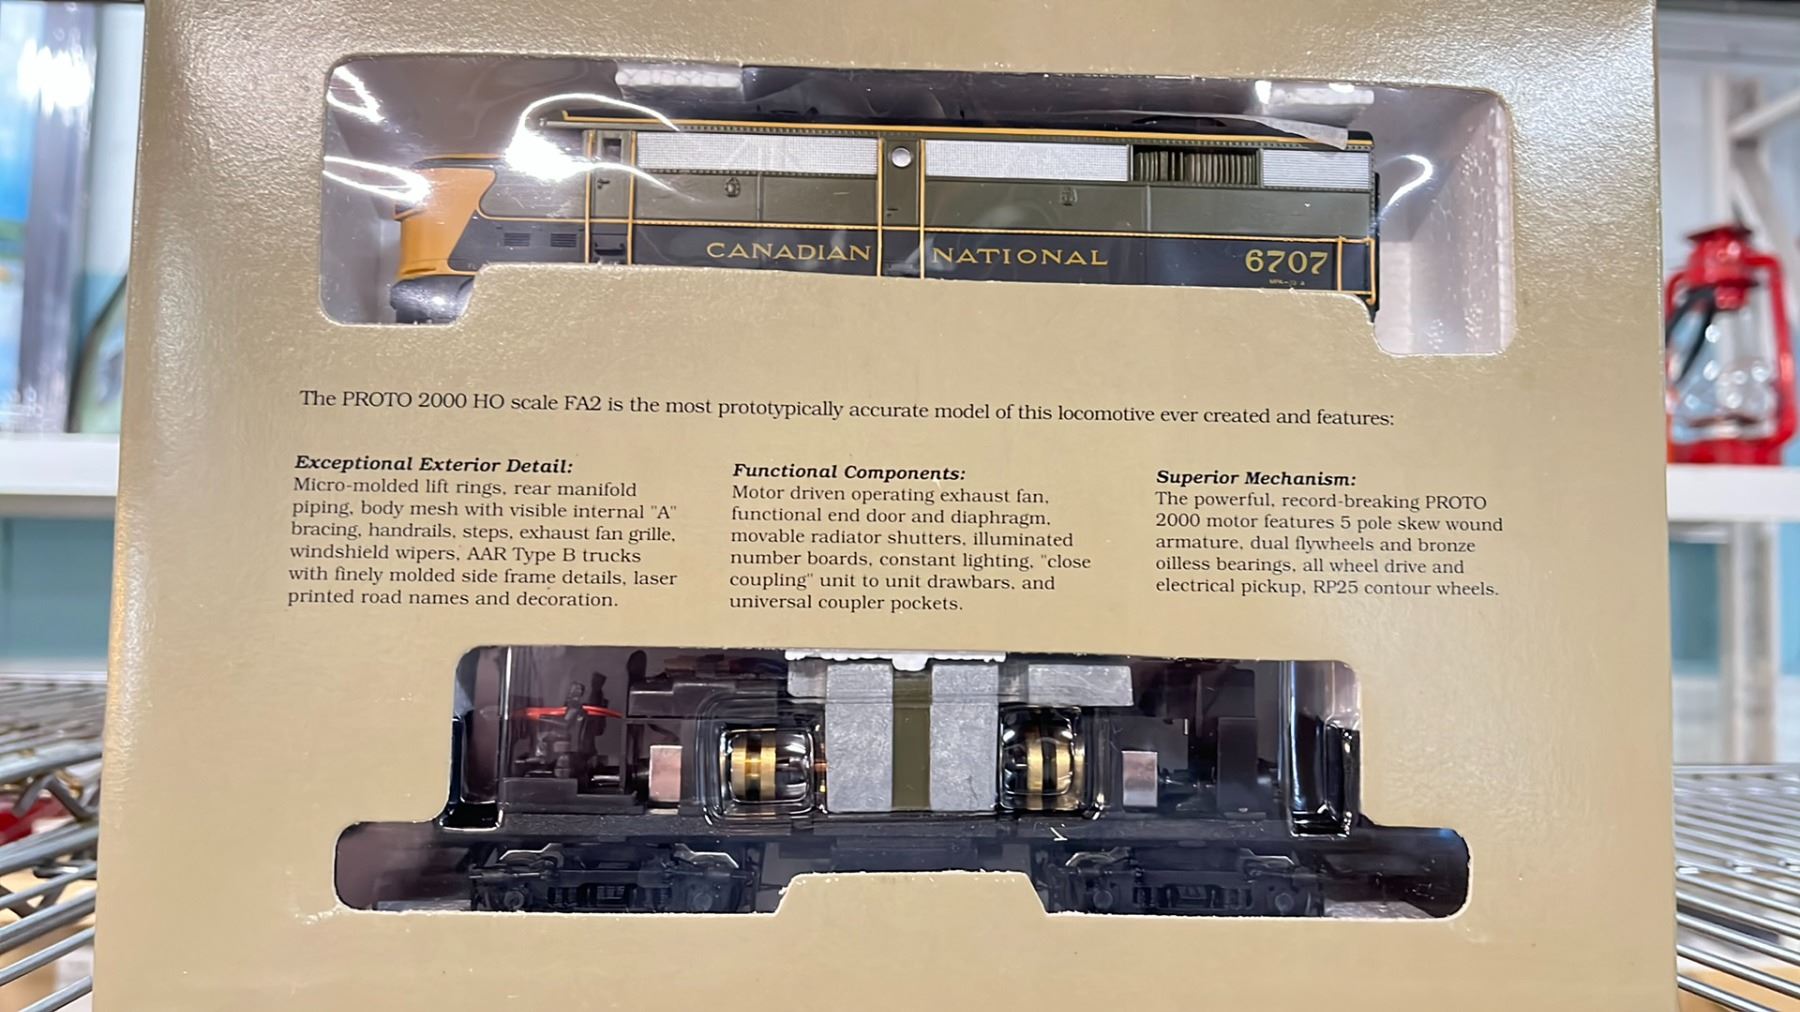 CANADIAN NATIONAL 6707
The PROTO 2000 HO scale FA2 is the most prototypically accurate model of this locomotive ever created and features:
Exceptional Exterior Detail:
Micro-molded lift rings, rear manifold
piping, body mesh with visible internal "A"
bracing, handrails, steps, exhaust fan grille,
windshield wipers, AAR Type B trucks
with finely molded side frame details, laser
printed road names and decoration.
Functional Components:
Motor driven operating exhaust fan,
functional end door and diaphragm,
movable radiator shutters, illuminated
number boards, constant lighting, "close
coupling" unit to unit drawbars, and
universal coupler pockets.
Superior Mechanism:
The powerful, record-breaking PROTO
2000 motor features 5 pole skew wound
armature, dual flywheels and bronze
oilless bearings, all wheel drive and
electrical pickup, RP25 contour wheels.